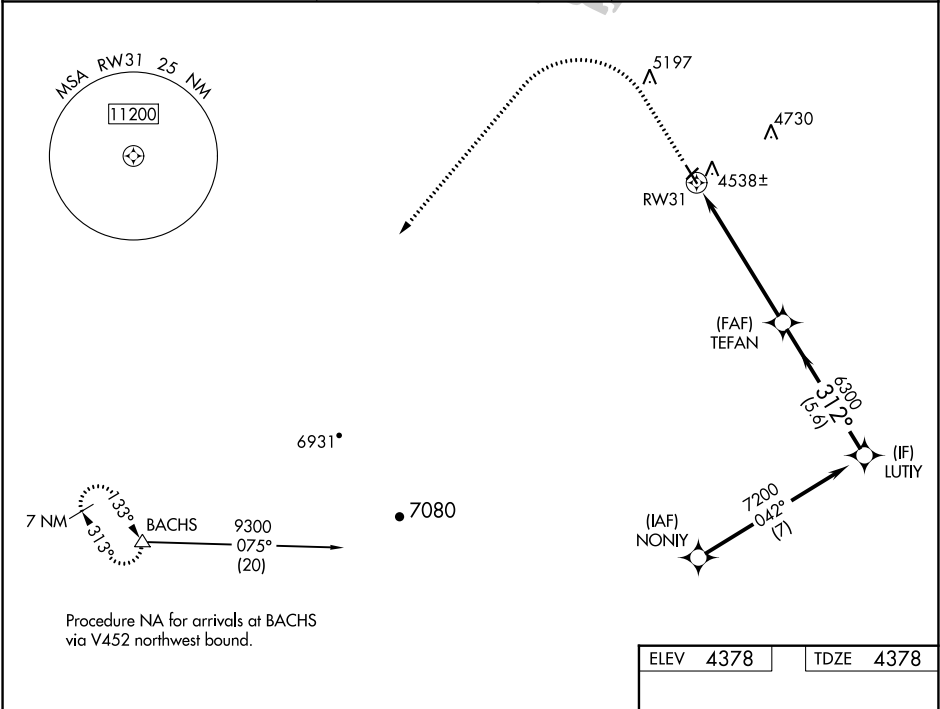 MSA RW31 25 NM
11200
5197
4730
4538±
RW31
(FAF)
TEFAN
6300
312°
(5.6)
(IF)
LUTIY
7200
042°
(7)
(IAF)
NONIY
6931
7080
7 NM
133°
313°
BACHS
9300
075°
(20)
Procedure NA for arrivals at BACHS
via V452 northwest bound.
ELEV 4378
TDZE 4378